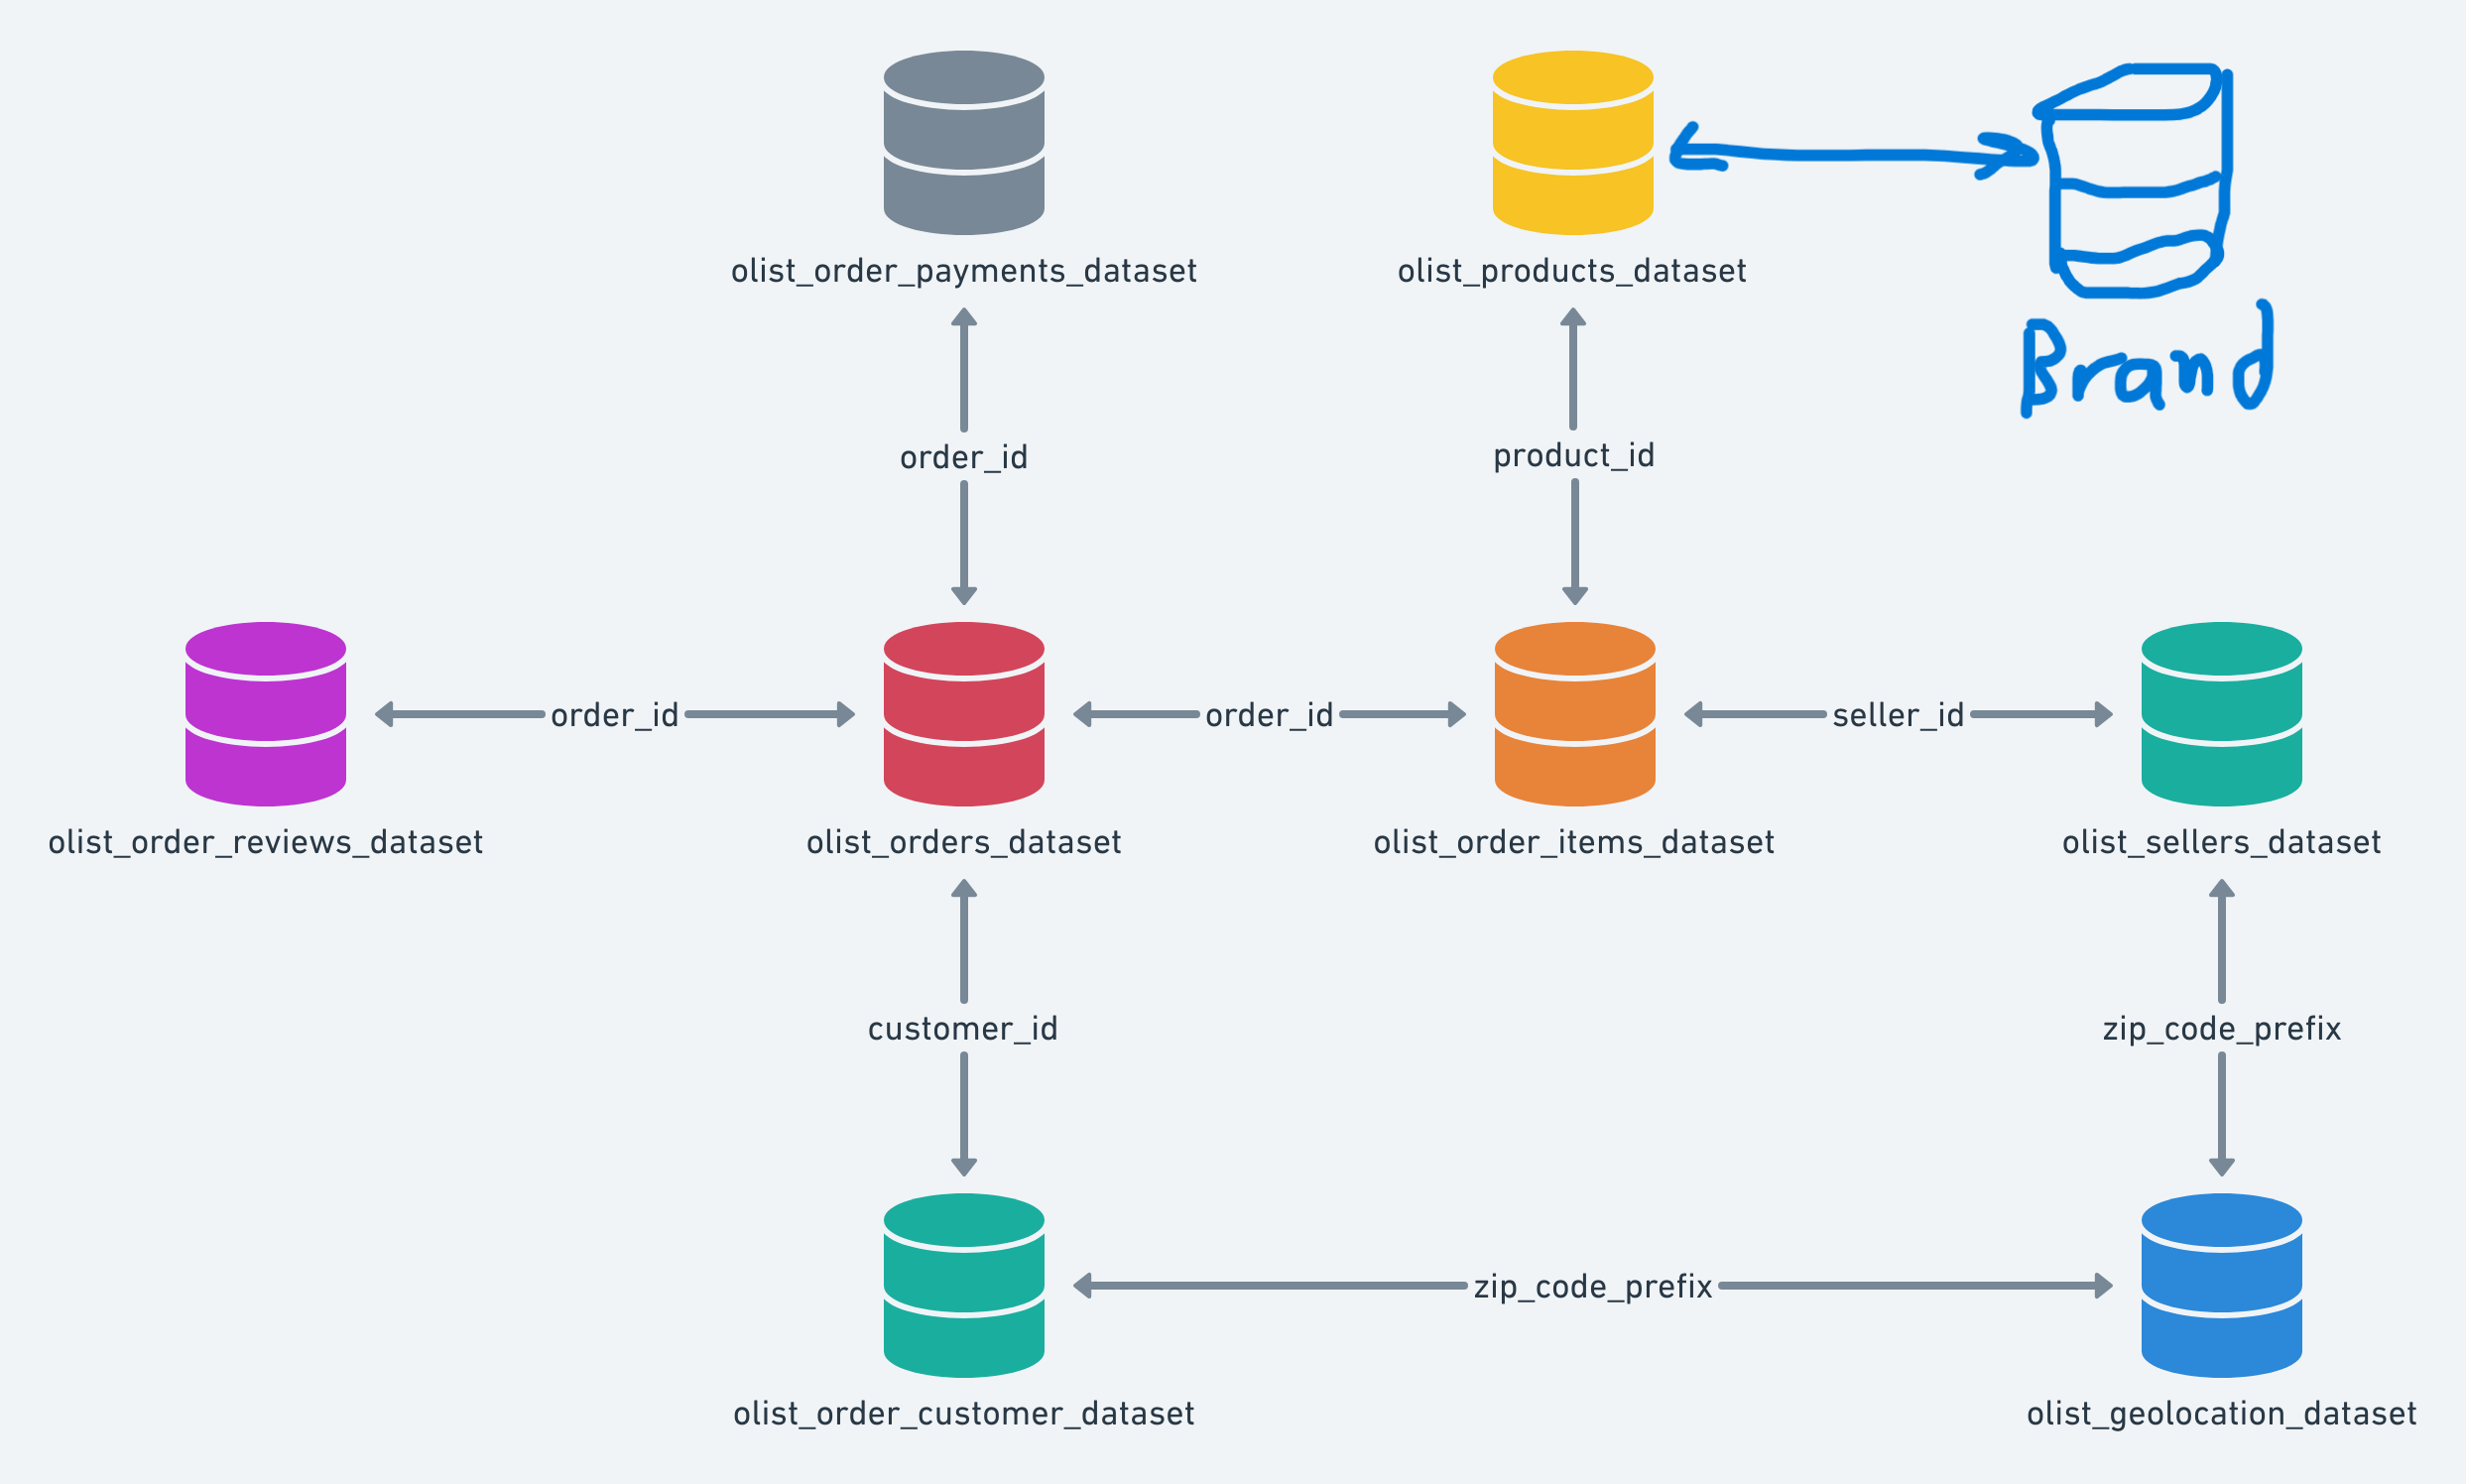 olist_order_payments_dataset
olist_products_dataset
Brand
order_id
product_id
order_id
order_id
seller_id
olist_order_reviews_dataset
olist_orders_dataset
olist_order_items_dataset
olist_sellers_dataset
customer_id
zip_code_prefix
zip_code_prefix
olist_order_customer_dataset
olist_geolocation_dataset